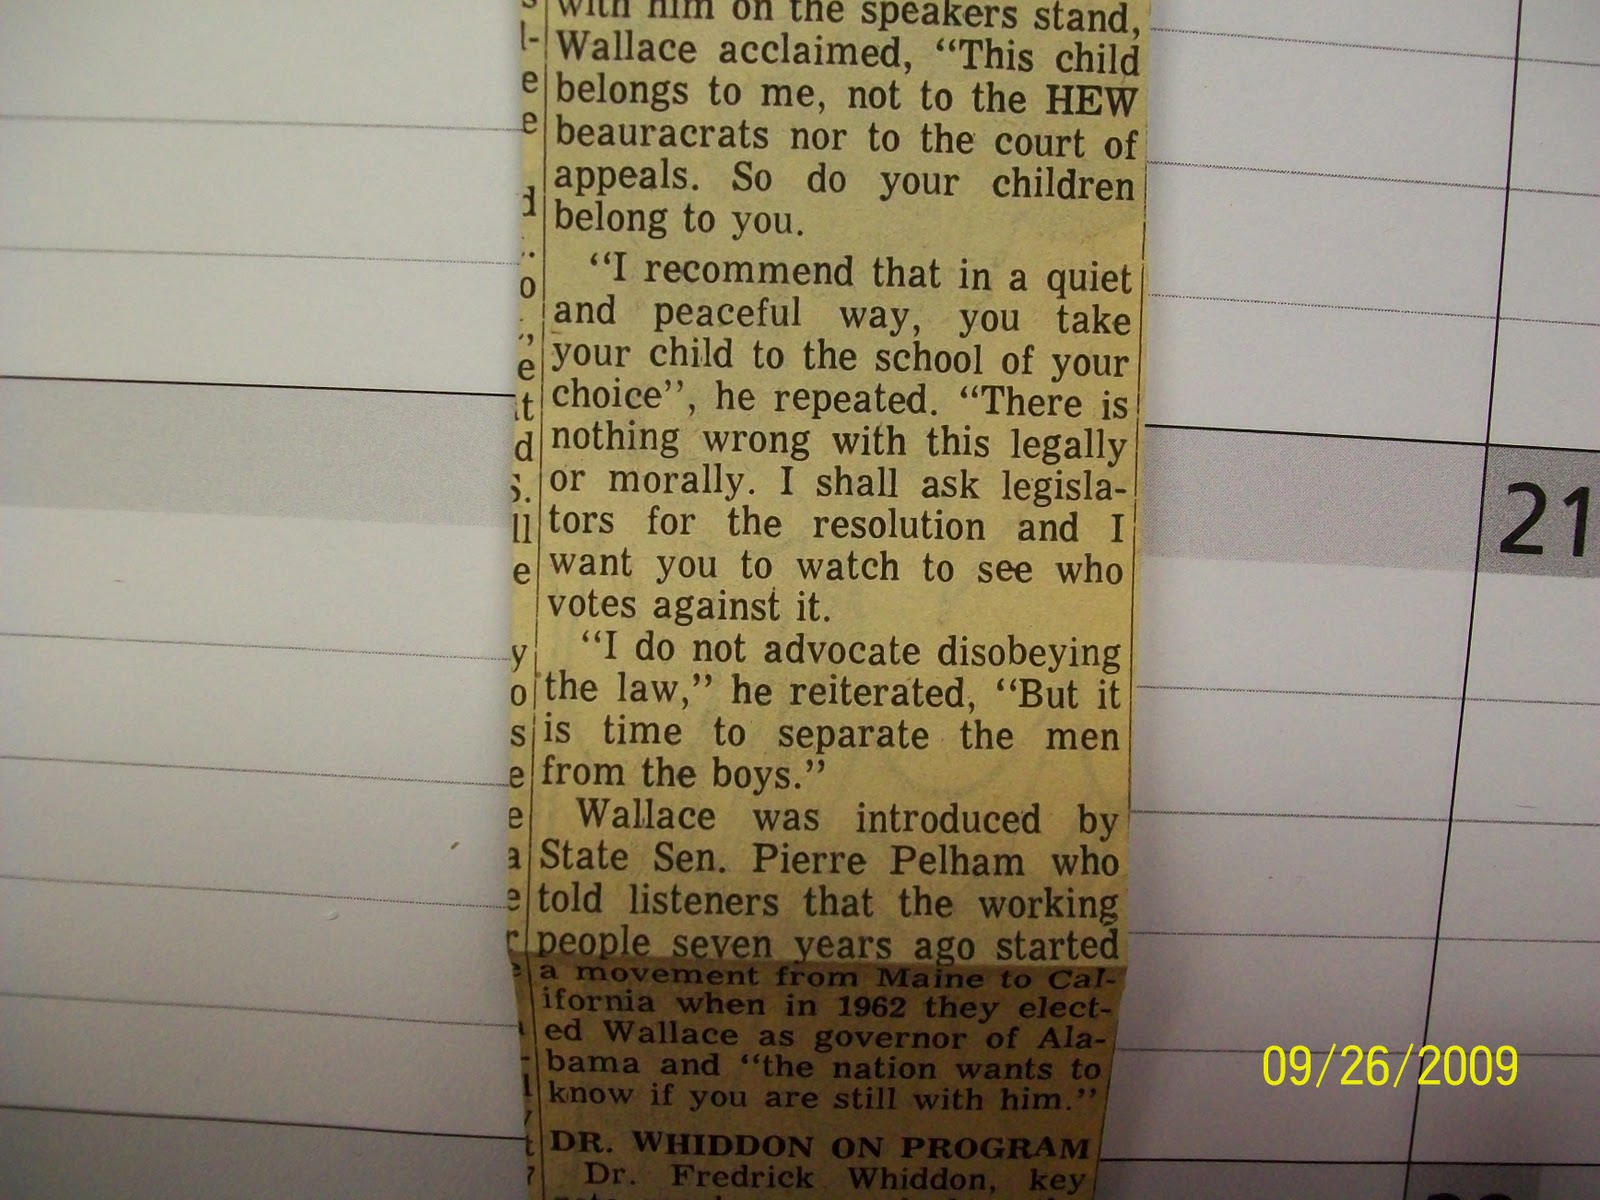 with him on the speakers stand,
Wallace acclaimed, “This child
belongs to me, not to the HEW
beauracrats nor to the court of
appeals. So do your children
belong to you.
“I recommend that in a quiet
and peaceful way, you take
your child to the school of your
choice”, he repeated. “There is
nothing wrong with this legally
or morally. I shall ask legisla-
tors for the resolution and I
want you to watch to see who
votes against it.
“I do not advocate disobeying
the law,” he reiterated, “But it
is time to separate the men
from the boys.”
Wallace was introduced by
State Sen. Pierre Pelham who
told listeners that the working
people seven years ago started
a movement from Maine to Cal-
ifornia when in 1962 they elect-
ed Wallace as governor of Ala-
bama and “the nation wants to
know if you are still with him.”
DR. WHIDDON ON PROGRAM
Dr. Fredrick Whiddon, key
21
09/26/2009